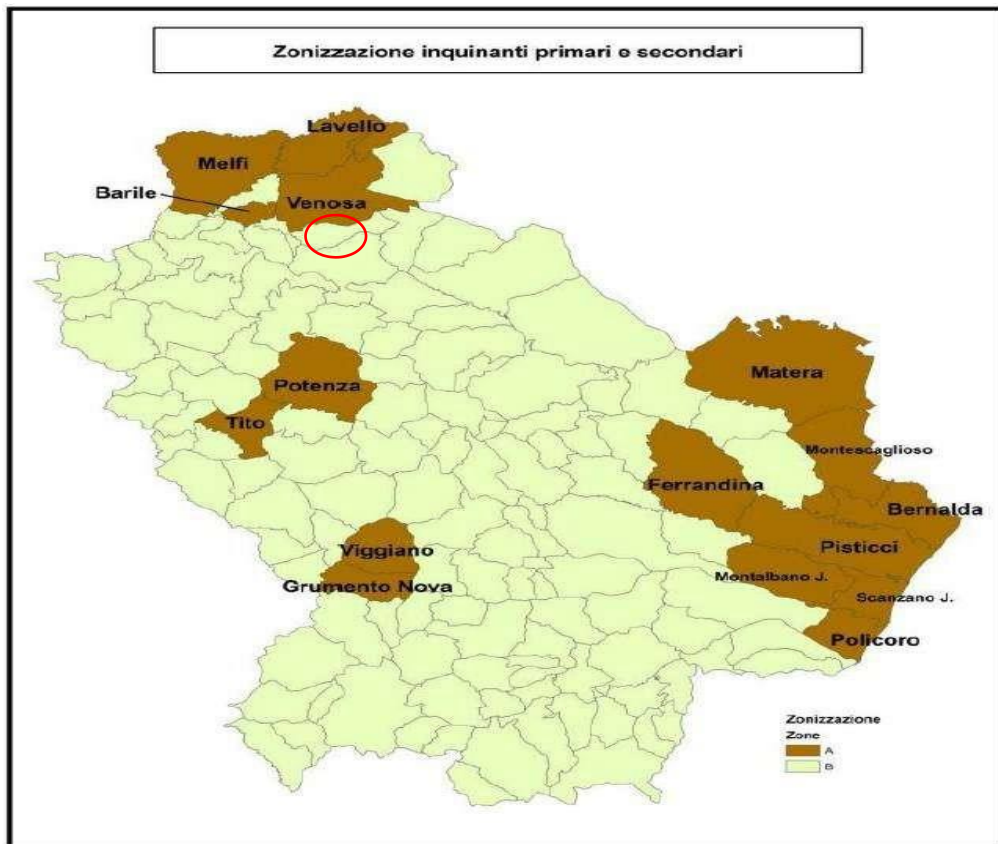 Zonizzazione inquinanti primari e secondari
Lavello
Melfi
Barile
Venosa
Potenza
Tito
Matera
Montescaglioso
Ferrandina
Bernalda
Pisticci
Viggiano
Montalbano J.
Grumento Nova
Scanzano J.
Policoro
Zonizzazione
Zone
A
B